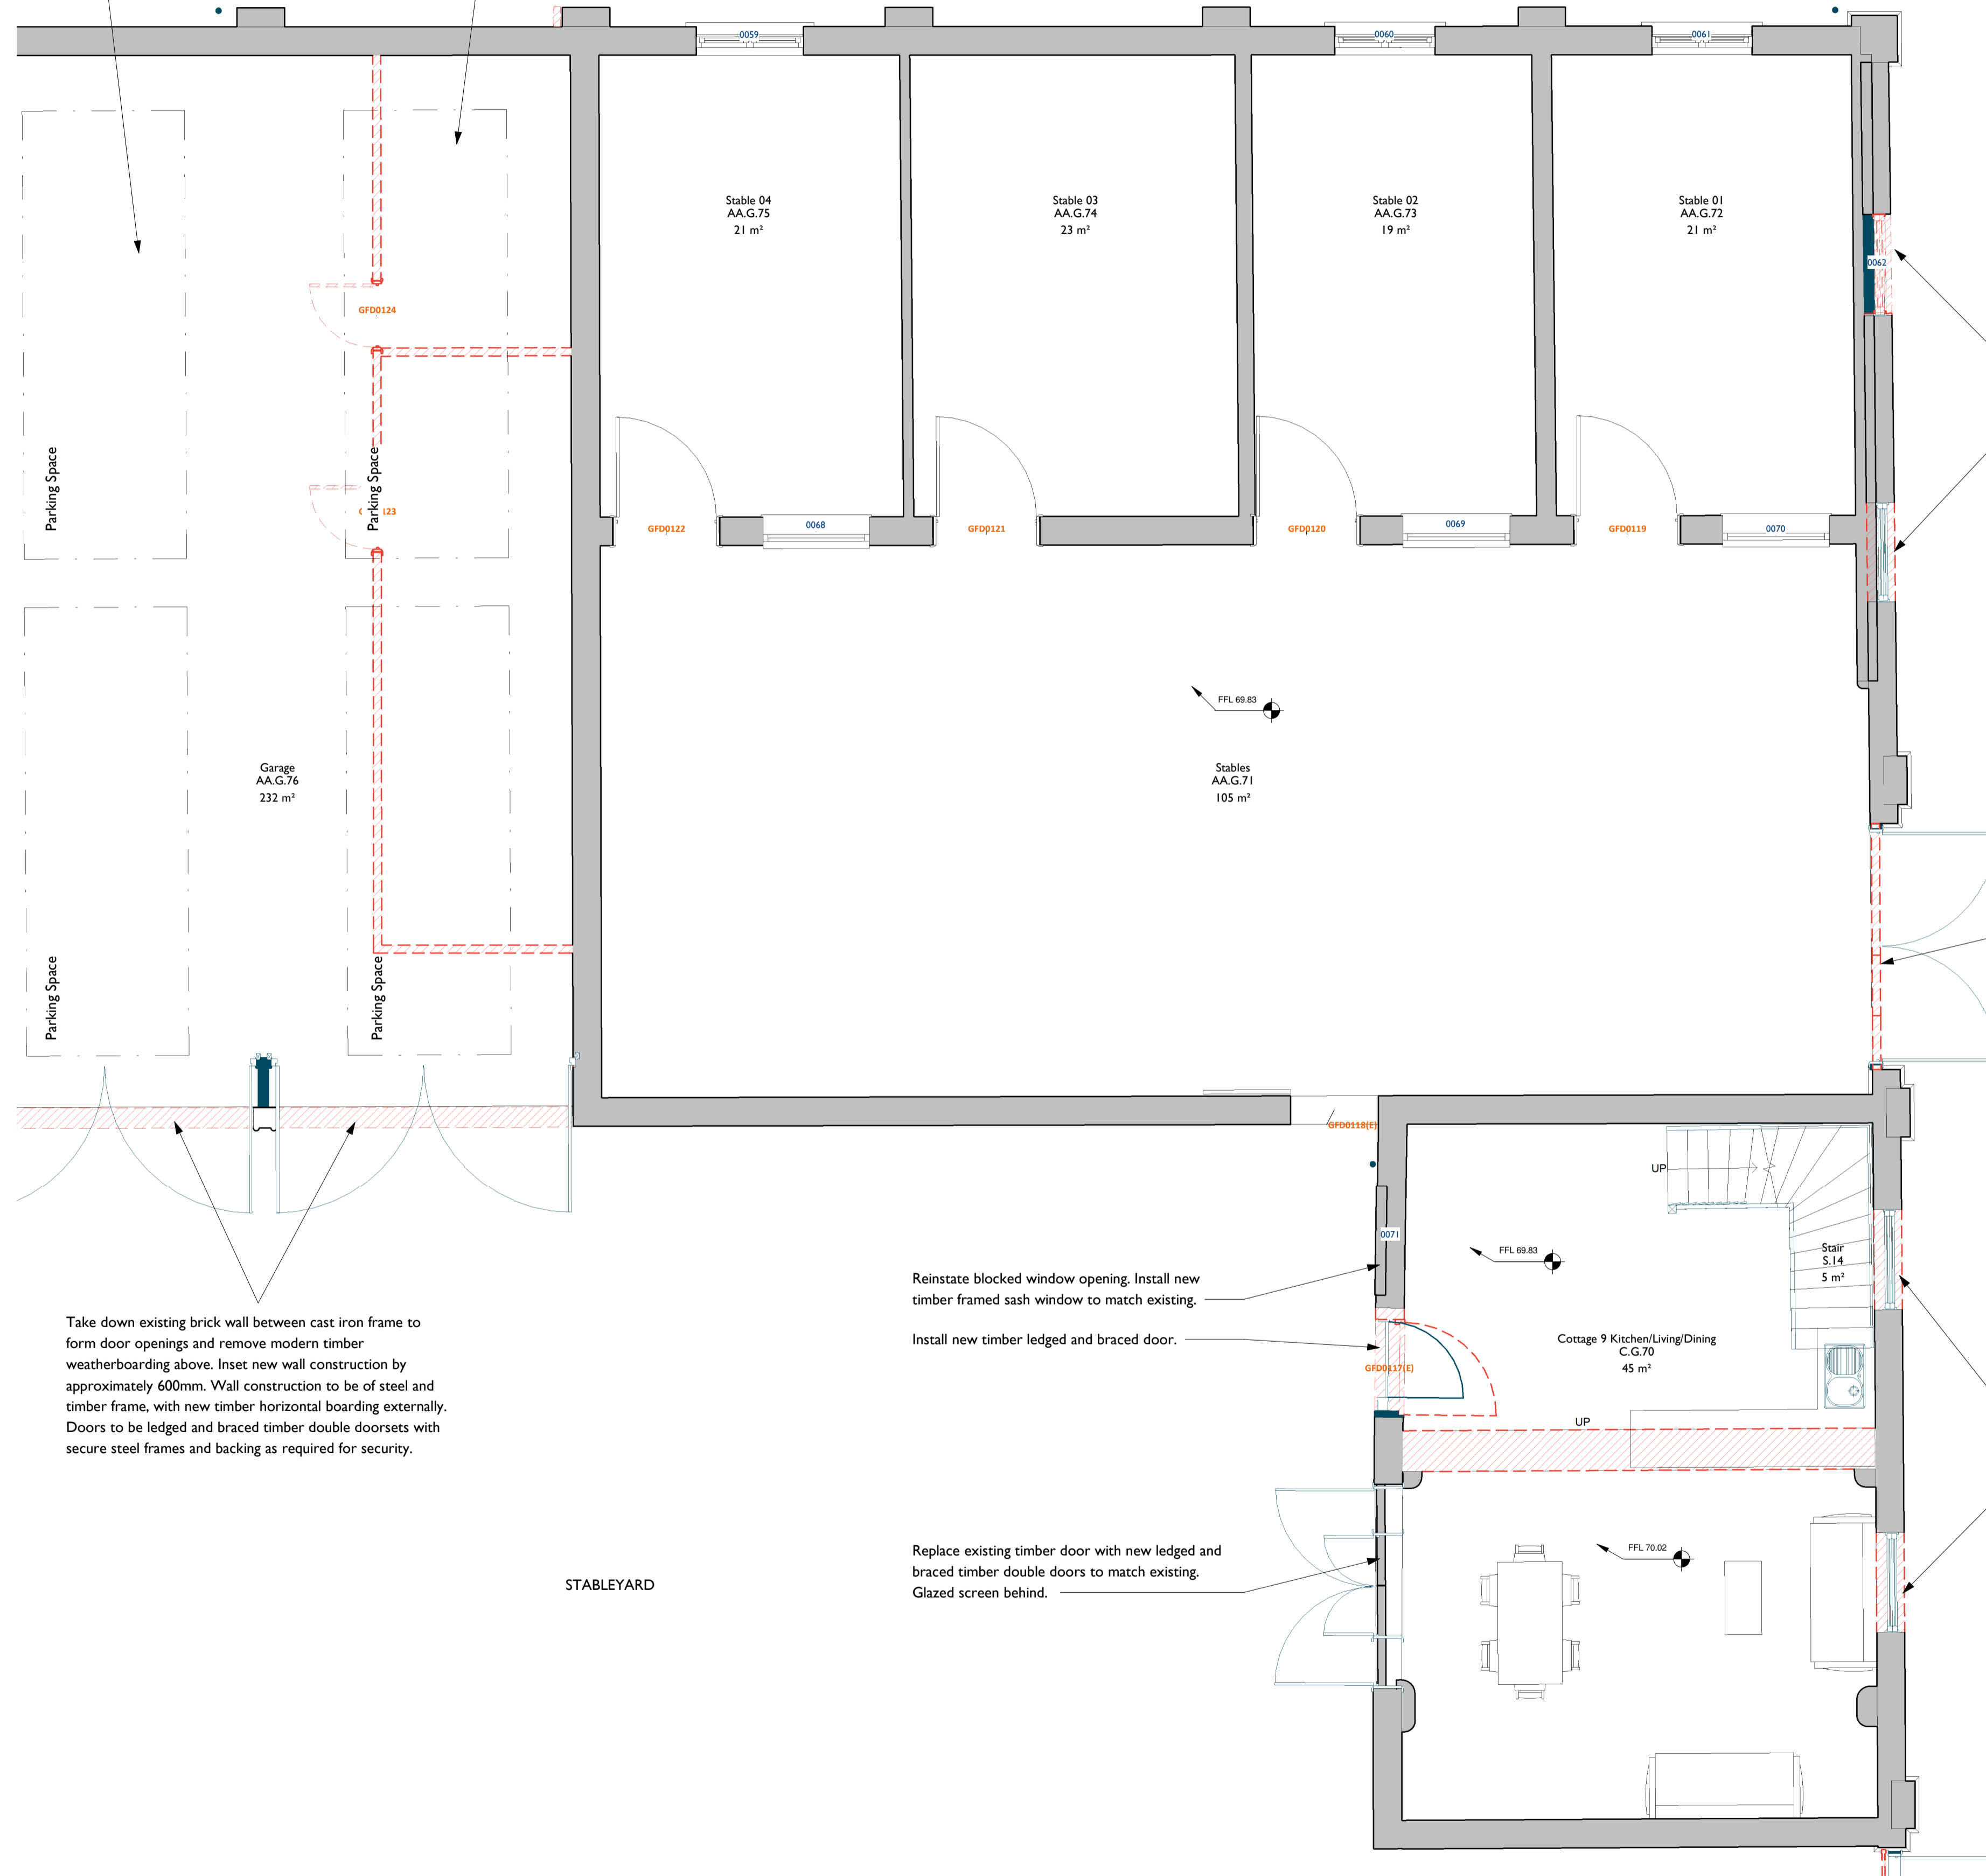 0059
0060
0061
Stable 04
AA.G.75
21 m²
Stable 03
AA.G.74
23 m²
Stable 02
AA.G.73
19 m²
Stable 01
AA.G.72
21 m²
0062
GFD0124
Parking Space
Parking Space
GFD0122
0068
GFD0121
GFD0120
0069
GFD0119
0070
FFL 69.83
Garage
AA.G.76
232 m²
Stables
AA.G.71
105 m²
Parking Space
Parking Space
GFD0118(E)
UP
0071
FFL 69.83
Stair
S.14
5 m²
Reinstate blocked window opening. Install new
timber framed sash window to match existing.
Install new timber ledged and braced door.
GFD0117(E)
Cottage 9 Kitchen/Living/Dining
C.G.70
45 m²
UP
Take down existing brick wall between cast iron frame to
form door openings and remove modern timber
weatherboarding above. Inset new wall construction by
approximately 600mm. Wall construction to be of steel and
timber frame, with new timber horizontal boarding externally.
Doors to be ledged and braced timber double doorsets with
secure steel frames and backing as required for security.
Replace existing timber door with new ledged and
braced timber double doors to match existing.
Glazed screen behind.
FFL 70.02
STABLEYARD